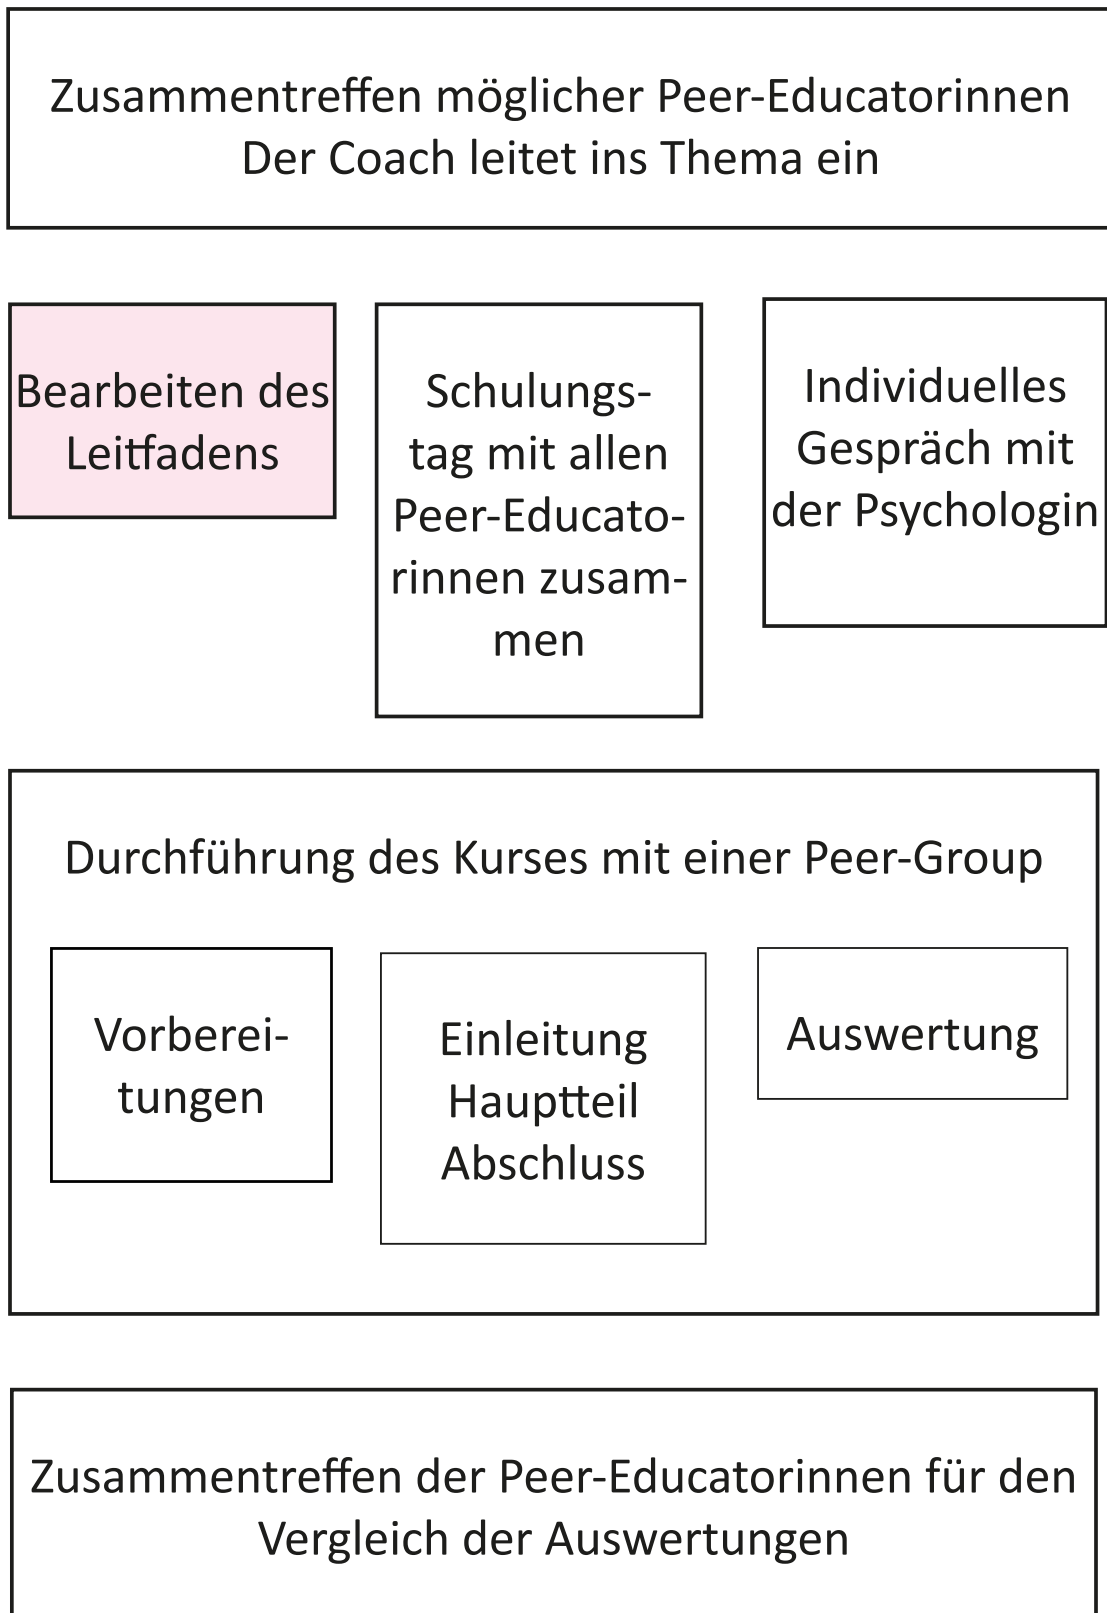 Zusammentreffen möglicher Peer-Educatorinnen
Der Coach leitet ins Thema ein
Bearbeiten des
Leitfadens
Schulungs-
tag mit allen
Peer-Educato-
rinnen zusam-
men
Individuelles
Gespräch mit
der Psychologin
Durchführung des Kurses mit einer Peer-Group
Vorberei-
tungen
Einleitung
Hauptteil
Abschluss
Auswertung
Zusammentreffen der Peer-Educatorinnen für den
Vergleich der Auswertungen